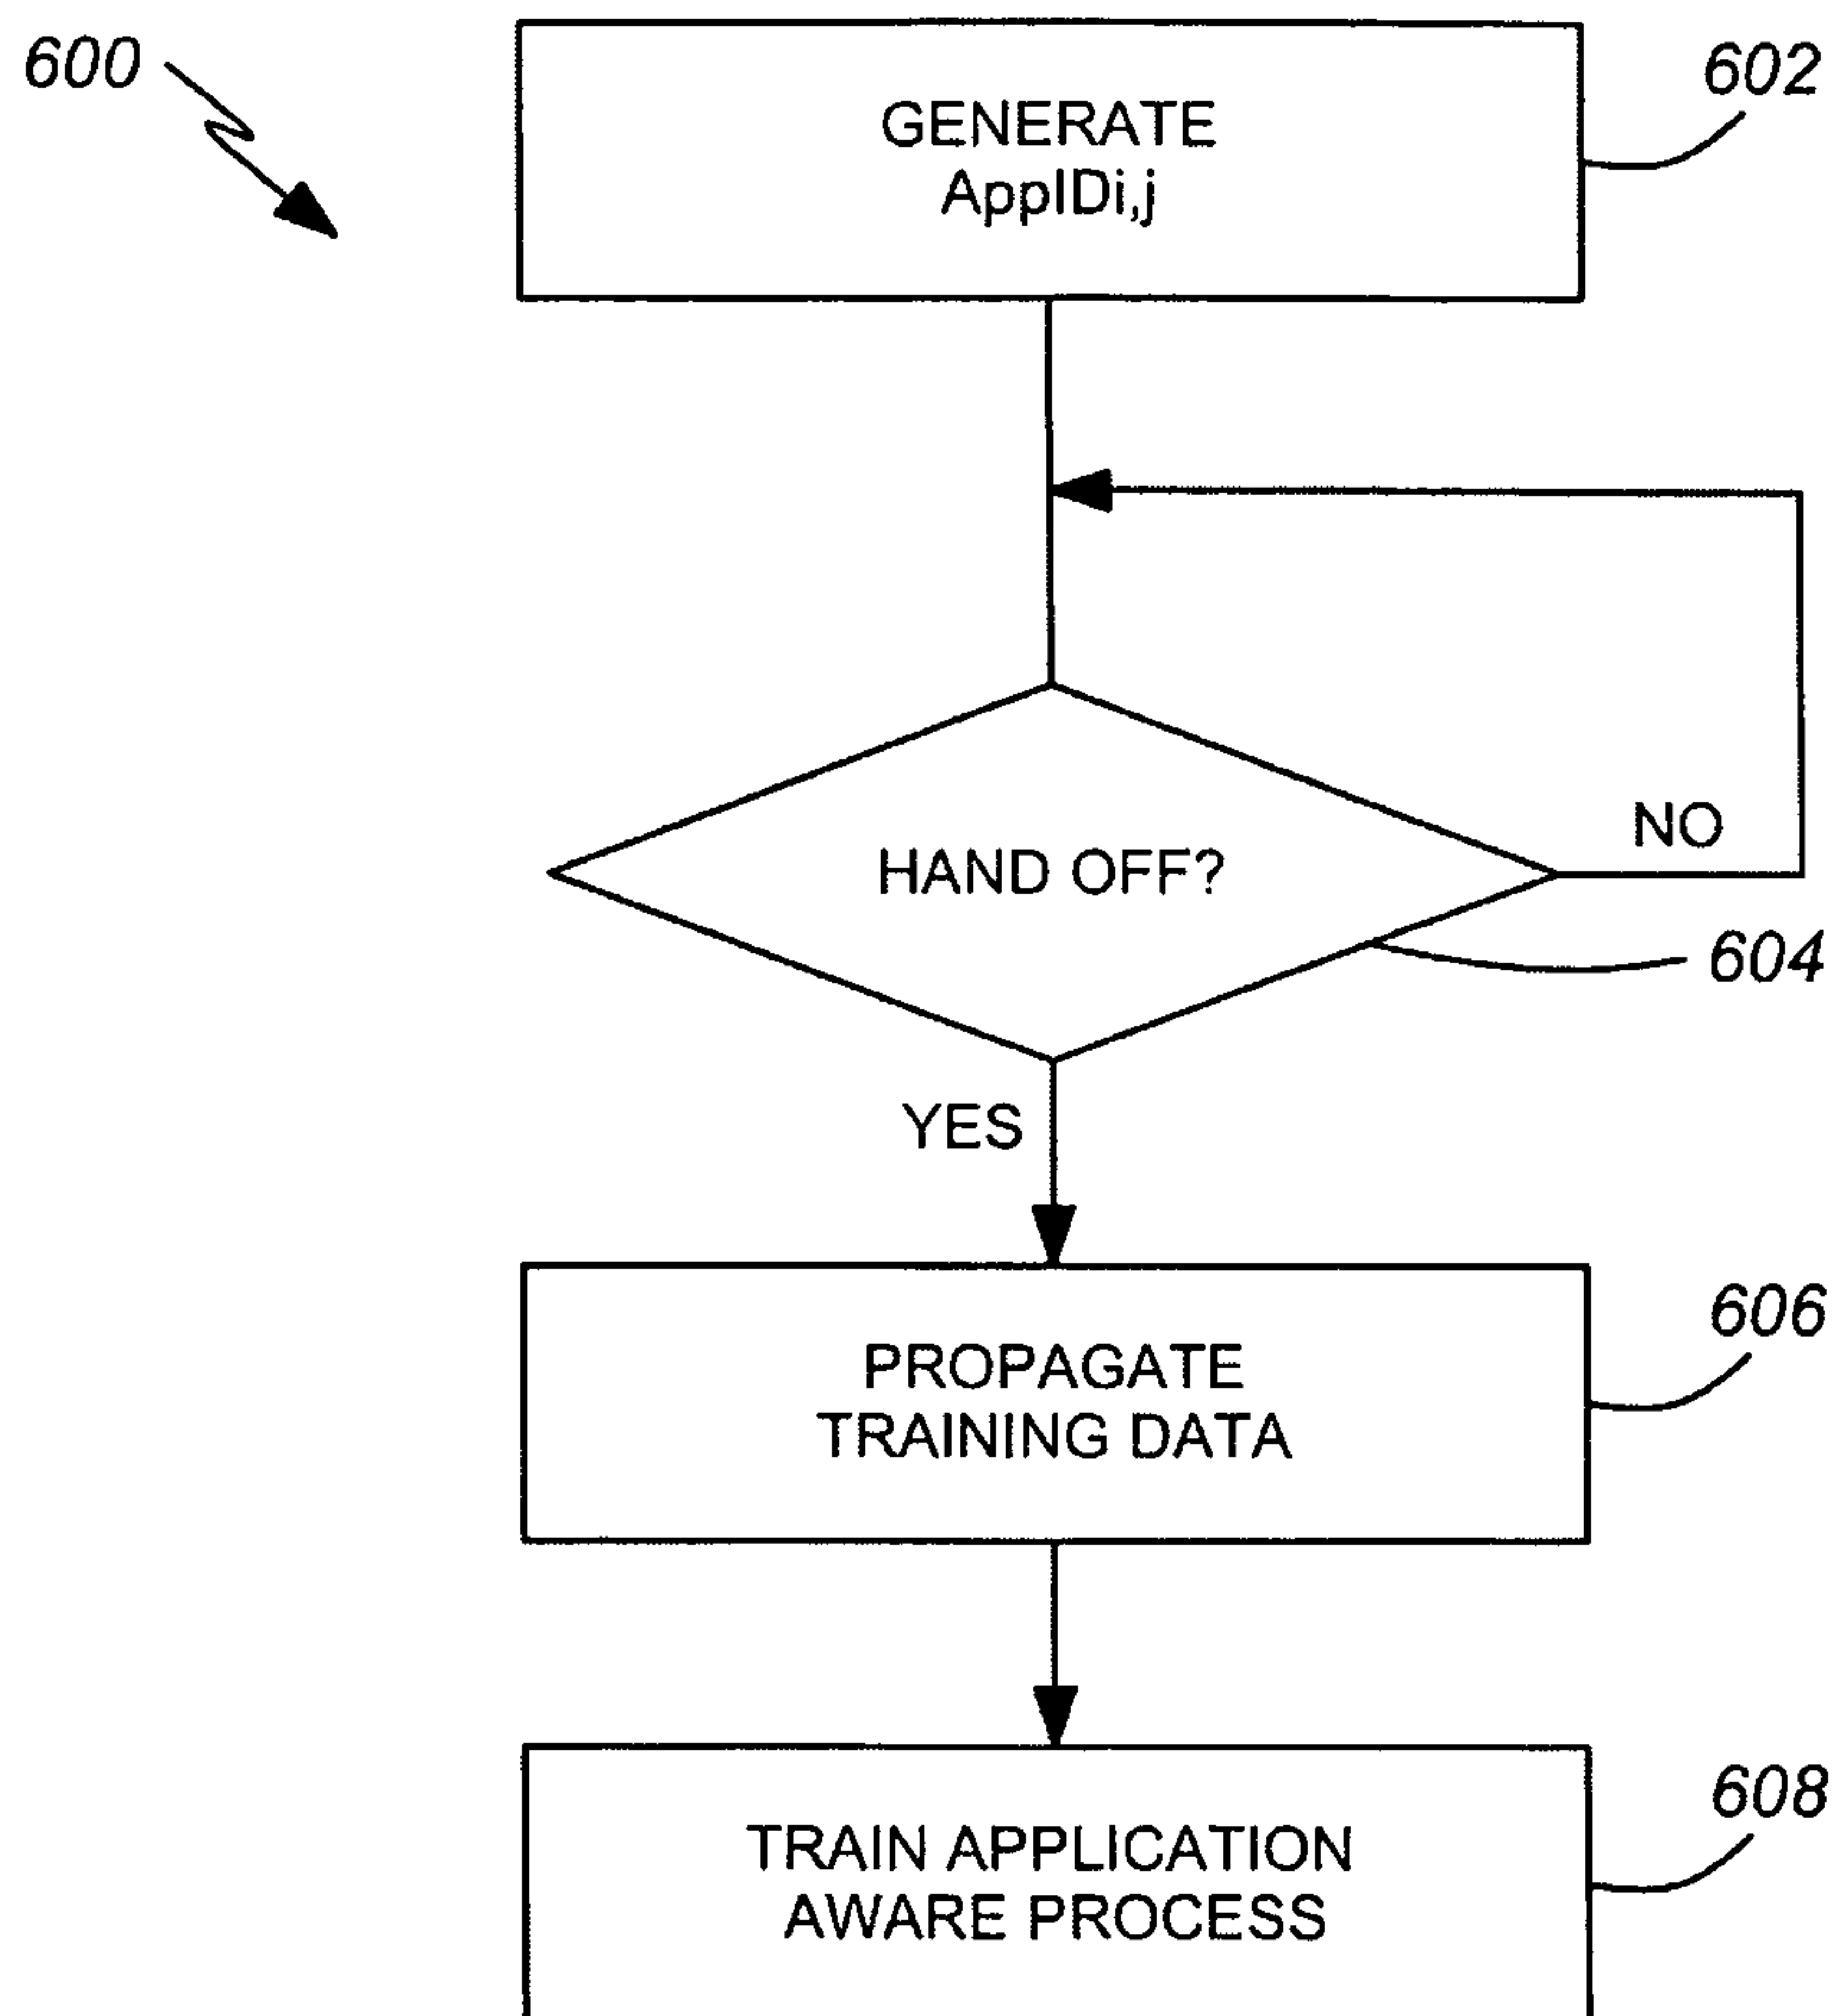 600
602
GENERATE
AppIDi,j
NO
HAND OFF?
604
YES
606
PROPAGATE
TRAINING DATA
608
TRAIN APPLICATION
AWARE PROCESS